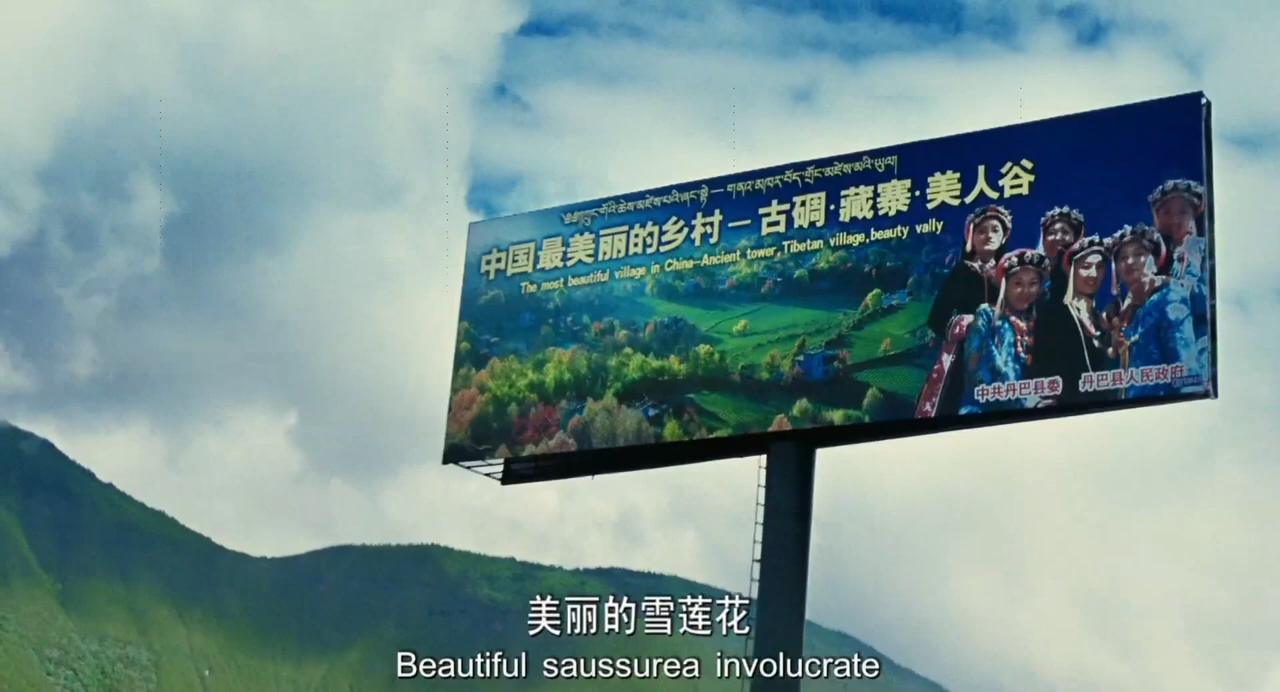 中国最美丽的乡村－古碉·藏寨·美人谷
The most beautiful village in China-Ancient tower,Tibetan village,beauty vally
中共丹巴县委 丹巴县人民政府
美丽的雪莲花
Beautiful saussurea involucrate